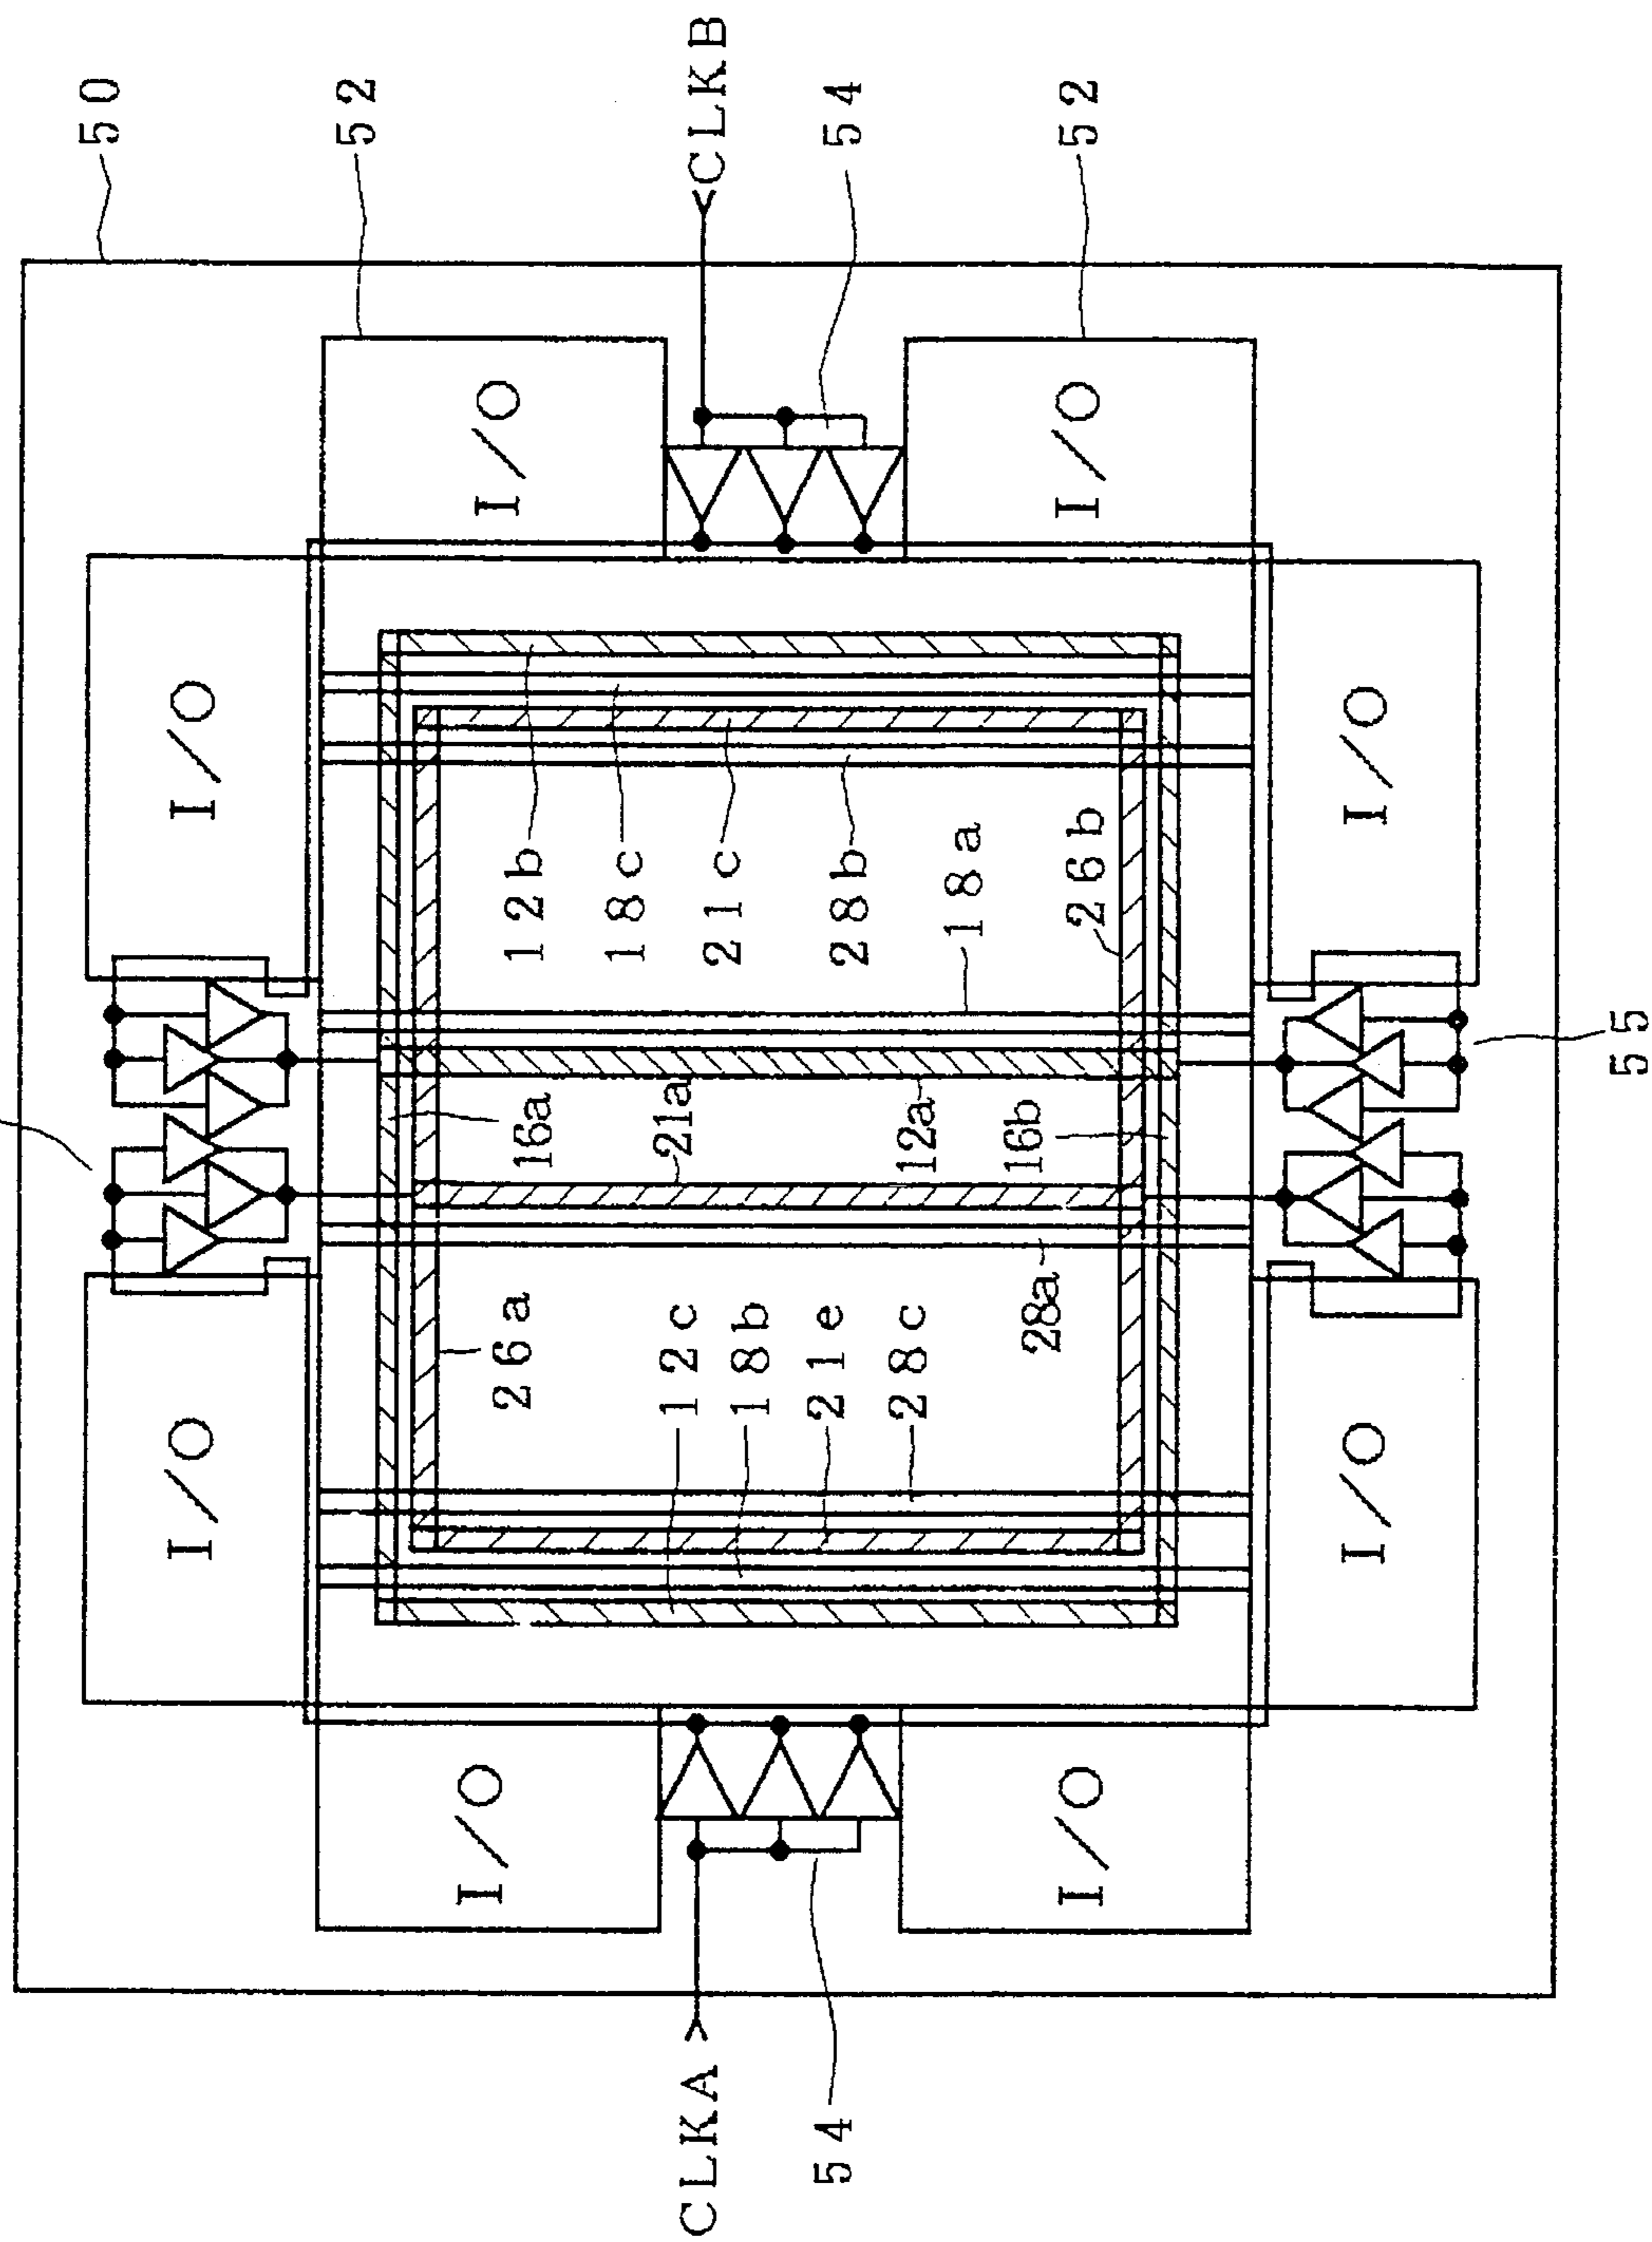 50
I/O
I/O
52
I/O
26a
16a
12b
I/O
18c
12c
21a
CLKA
18b
21c
CLKB
54
21e
28b
54
28c
12a
18a
28a
16b
26b
I/O
I/O
52
I/O
I/O
55